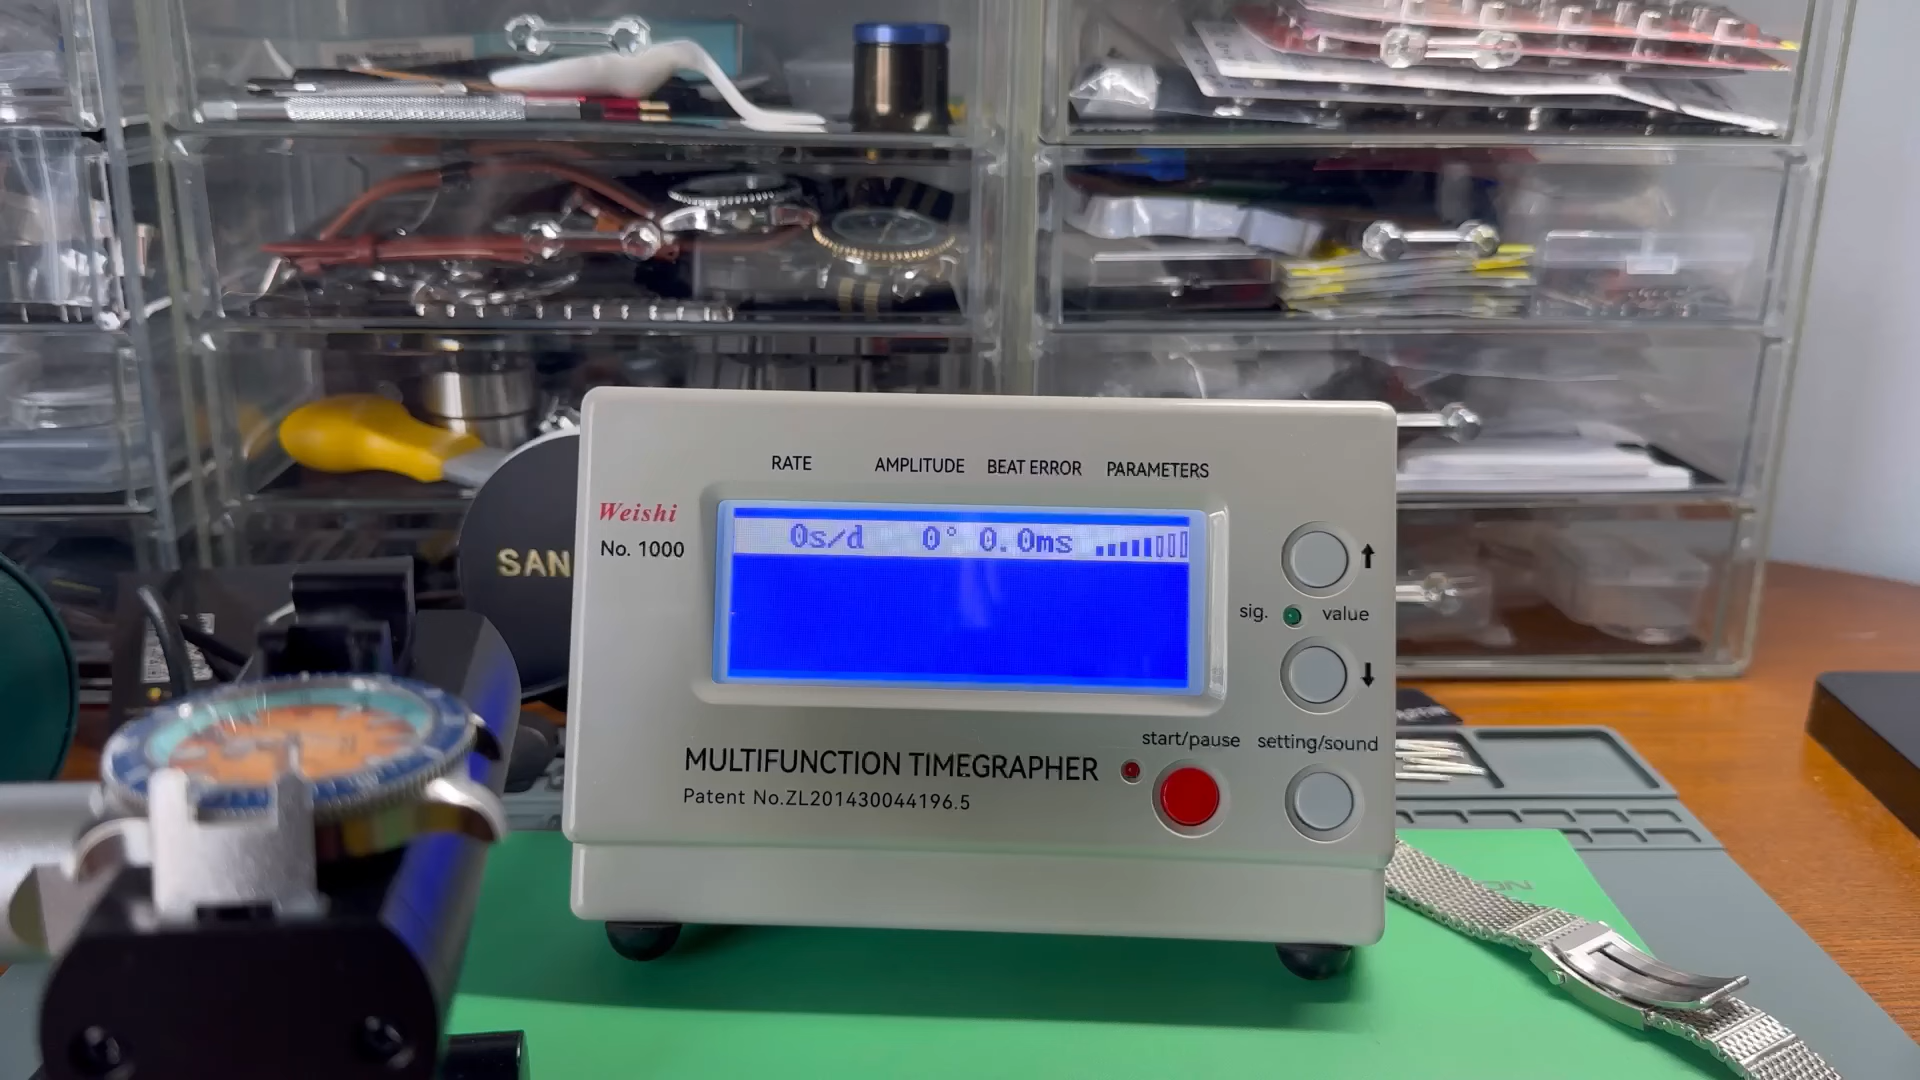 RATE AMPLITUDE BEAT ERROR PARAMETERS
Weishi
No. 1000
0s/d 0° 0.0ms
SAN
sig. value
start/pause setting/sound
MULTIFUNCTION TIMEGRAPHER
Patent No.ZL201430044196.5